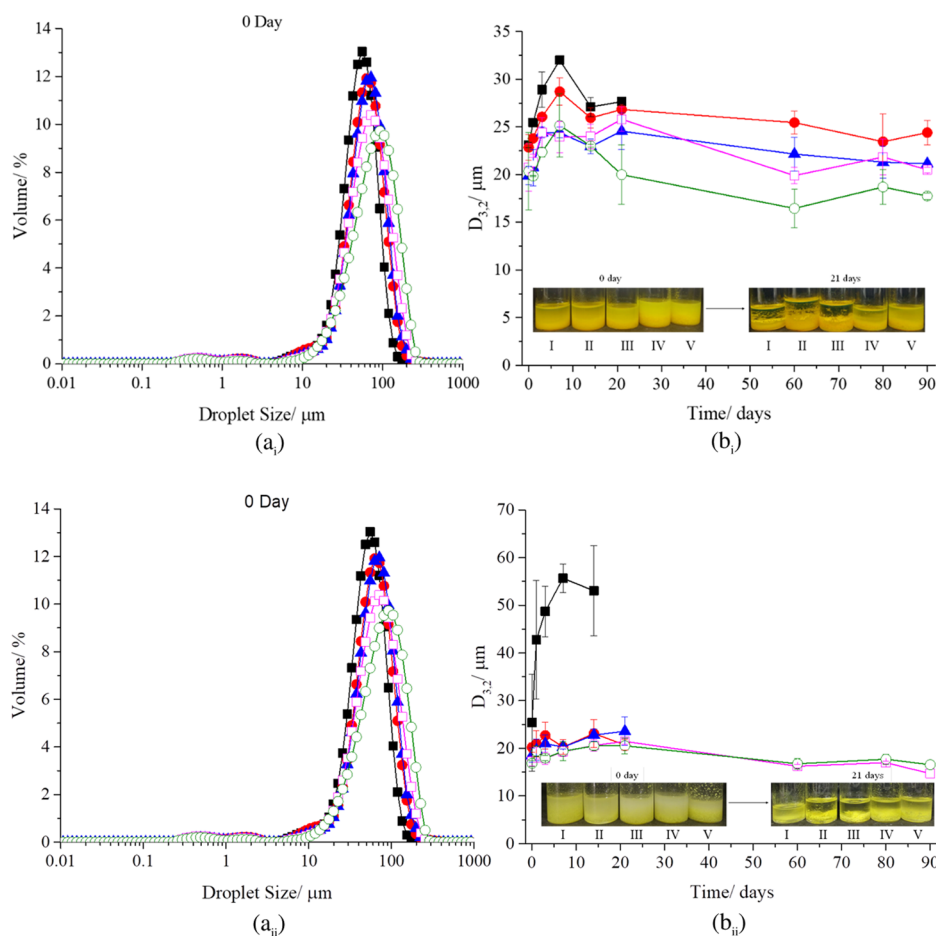 0 Day
14
12
10
8
6
4
2
0
Volume/ %
0.01 0.1 1 10 100 1000
Droplet Size/ μm
(aᵢ)
35
30
25
20
15
10
5
0
D₃,₂/ μm
0 day
21 days
I II III IV V
I II III IV V
0 10 20 30 40 50 60 70 80 90
Time/ days
(bᵢ)
0 Day
14
12
10
8
6
4
2
0
Volume/ %
0.01 0.1 1 10 100 1000
Droplet Size/ μm
(aᵢᵢ)
70
60
50
40
30
20
10
0
D₃,₂/ μm
0 day
21 days
I II III IV V
I II III IV V
0 10 20 30 40 50 60 70 80 90
Time/ days
(bᵢᵢ)